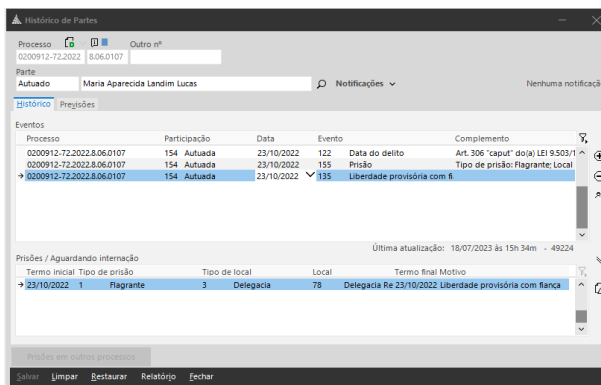 Histórico de Partes
Processo Outro nº
0200912-72.2022 8.06.0107
Parte
Autuado Maria Aparecida Landim Lucas Notificações Nenhuma notificaçã
Histórico Previsões
Eventos
Processo Participação Data Evento Complemento
0200912-72.2022.8.06.0107 154 Autuada 23/10/2022 122 Data do delito Art. 306 "caput" do(a) LEI 9.503/1
0200912-72.2022.8.06.0107 154 Autuada 23/10/2022 155 Prisão Tipo de prisão: Flagrante; Local
0200912-72.2022.8.06.0107 154 Autuada 23/10/2022 135 Liberdade provisória com fi
Última atualização: 18/07/2023 às 15h 34m - 49224
Prisões / Aguardando internação
Termo inicial Tipo de prisão Tipo de local Local Termo final Motivo
23/10/2022 1 Flagrante 3 Delegacia 78 Delegacia Re 23/10/2022 Liberdade provisória com fiança
Prisões em outros processos
Salvar Limpar Restaurar Relatório Fechar